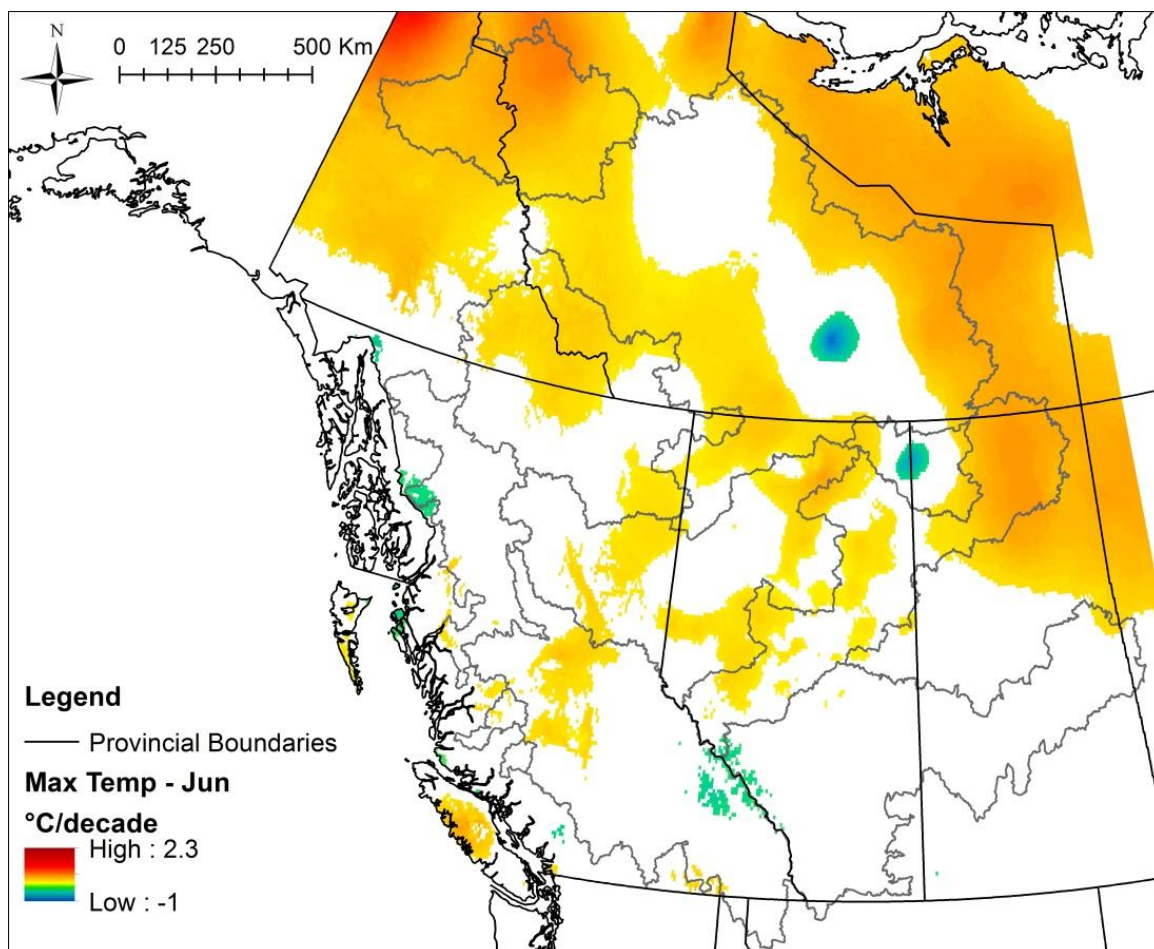 N
0 125 250 500 Km
Legend
Provincial Boundaries
Max Temp - Jun
°C/decade
High : 2.3
Low : -1